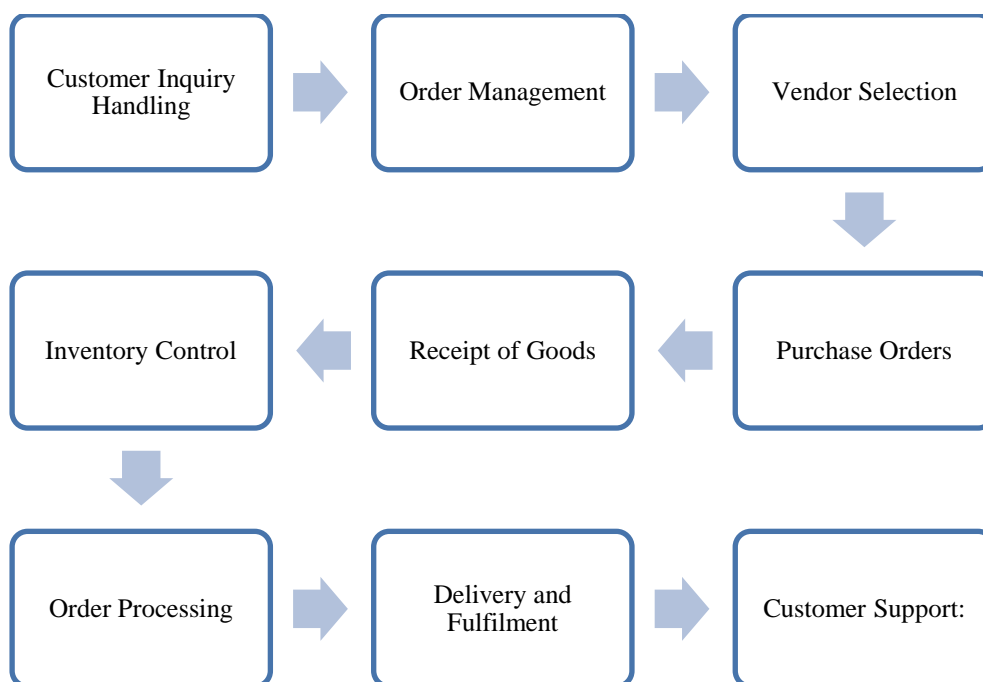 Customer Inquiry
Handling
Order Management
Vendor Selection
Purchase Orders
Receipt of Goods
Inventory Control
Order Processing
Delivery and
Fulfilment
Customer Support: